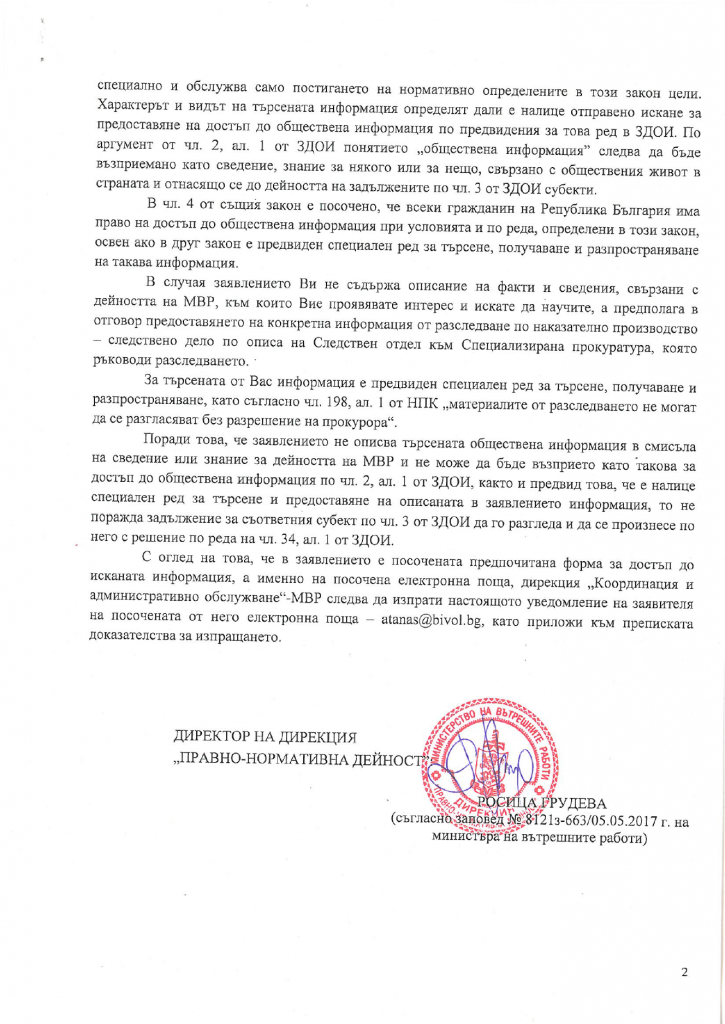 специално и обслужва само постигането на нормативно определените в този закон цели.
Характерът и видът на търсената информация определят дали е налице отправено искане за
предоставяне на достъп до обществена информация по предвидения за това ред в ЗДОИ. По
аргумент от чл. 2, ал. 1 от ЗДОИ понятието „обществена информация” следва да бъде
възприемано като сведение, знание за някого или за нещо, свързано с обществения живот в
страната и отнасящо се до дейността на задължените по чл. 3 от ЗДОИ субекти.
В чл. 4 от същия закон е посочено, че всеки гражданин на Република България има
право на достъп до обществена информация при условията и по реда, определени в този закон,
освен ако в друг закон е предвиден специален ред за търсене, получаване и разпространяване
на такава информация.
В случая заявлението Ви не съдържа описание на факти и сведения, свързани с
дейността на МВР, към които Вие проявявате интерес и искате да научите, а предполага в
отговор предоставянето на конкретна информация от разследване по наказателно производство
– следствено дело по описа на Следствен отдел към Специализирана прокуратура, която
ръководи разследването.
За търсената от Вас информация е предвиден специален ред за търсене, получаване и
разпространяване, като съгласно чл. 198, ал. 1 от НПК „материалите от разследването не могат
да се разгласяват без разрешение на прокурора“.
Поради това, че заявлението не описва търсената обществена информация в смисъла
на сведение или знание за дейността на МВР и не може да бъде възприето като такова за
достъп до обществена информация по чл. 2, ал. 1 от ЗДОИ, както и предвид това, че е налице
специален ред за търсене и предоставяне на описаната в заявлението информация, то не
поражда задължение за съответния субект по чл. 3 от ЗДОИ да го разгледа и да се произнесе по
него с решение по реда на чл. 34, ал. 1 от ЗДОИ.
С оглед на това, че в заявлението е посочената предпочитана форма за достъп до
исканата информация, а именно на посочена електронна поща, дирекция „Координация и
административно обслужване“-МВР следва да изпрати настоящото уведомление на заявителя
на посочената от него електронна поща – atanas@bivol.bg, като приложи към преписката
доказателства за изпращането.
ДИРЕКТОР НА ДИРЕКЦИЯ
„ПРАВНО-НОРМАТИВНА ДЕЙНОСТ”
МИНИСТЕРСТВО НА ВЪТРЕШНИТЕ РАБОТИ
ДИРЕКЦИЯ
РОСИЦА ГРУДЕВА
(съгласно заповед № 8121з-663/05.05.2017 г. на
министъра на вътрешните работи)
2